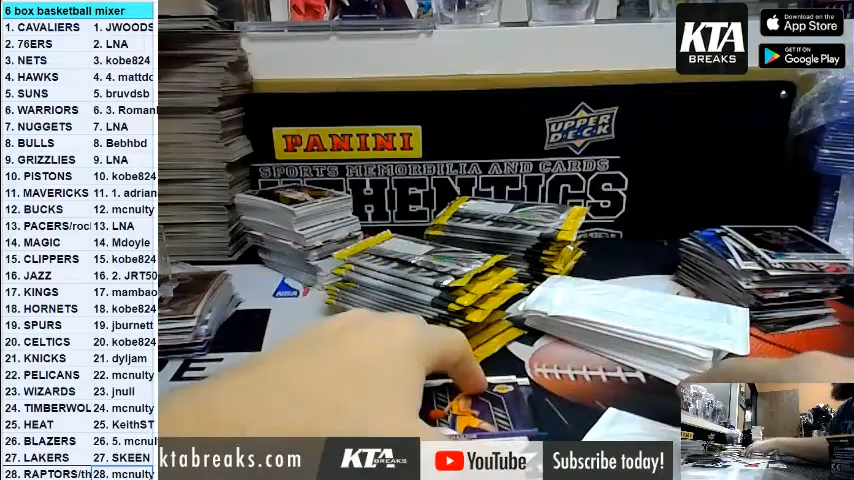 6 box basketball mixer
1. CAVALIERS 1. JWOODS
2. 76ERS 2. LNA
3. NETS 3. kobe824
4. HAWKS 4. 4. mattdo
5. SUNS 5. bruvdsb
6. WARRIORS 6. 3. Roman
7. NUGGETS 7. LNA
8. BULLS 8. Bebhbd
9. GRIZZLIES 9. LNA
10. PISTONS 10. kobe824
11. MAVERICKS 11. 1. adrian
12. BUCKS 12. mcnulty
13. PACERS/roc 13. LNA
14. MAGIC 14. Mdoyle
15. CLIPPERS 15. kobe824
16. JAZZ 16. 2. JRT50
17. KINGS 17. mambao
18. HORNETS 18. kobe824
19. SPURS 19. jburnett
20. CELTICS 20. kobe824
21. KNICKS 21. dyljam
22. PELICANS 22. mcnulty
23. WIZARDS 23. jnull
24. TIMBERWOL 24. mcnulty
25. HEAT 25. KeithST
26. BLAZERS 26. 5. mcnul
27. LAKERS 27. SKEEN
28. RAPTORS/th 28. mcnulty
KTA
BREAKS
Download on the
App Store
GET IT ON
Google Play
PANINI
UPPER
DECK
SPORTS MEMORABILIA AND CARDS
THENTICS
NBA
ktabreaks.com
KTA
BREAKS
YouTube
Subscribe today!